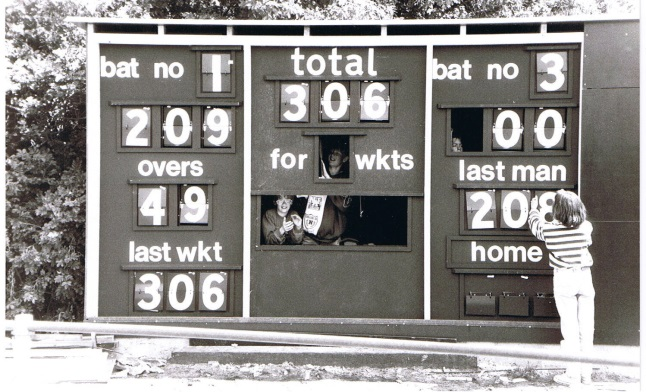 bat no 1
209
overs
49
last wkt
306
total
306
for wkts
bat no 3
00
last man
208
home